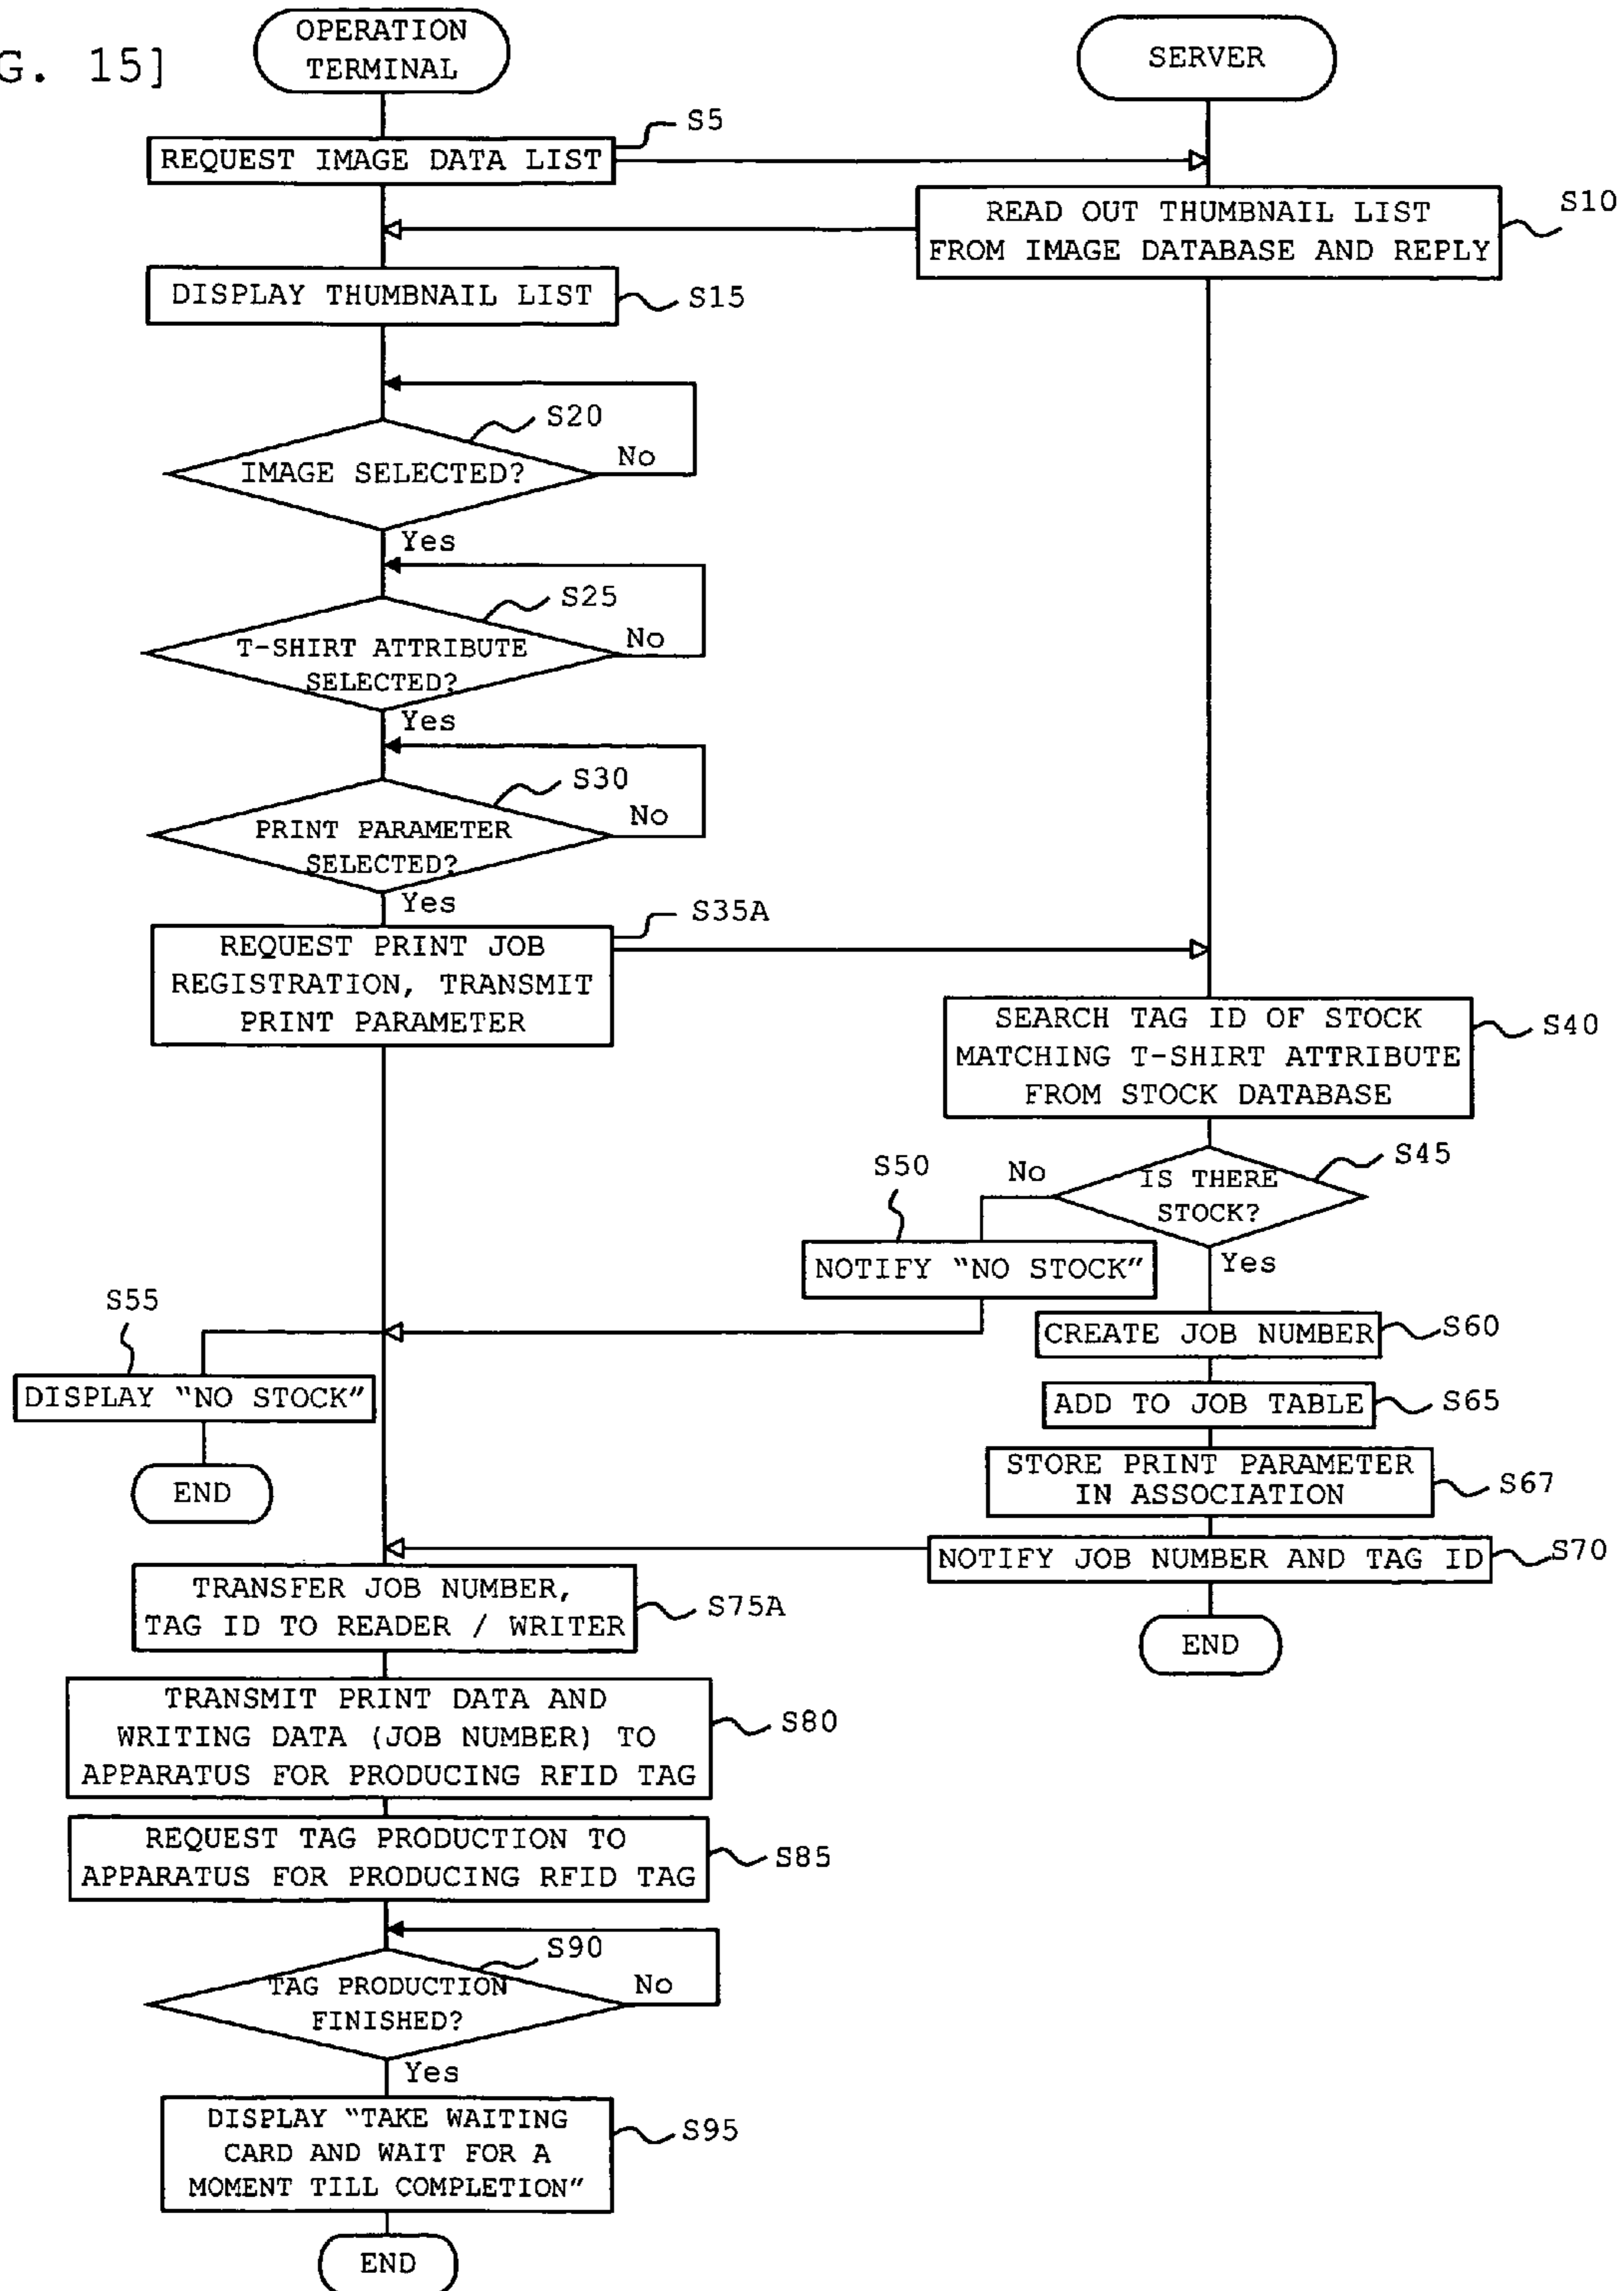 G. 15]
OPERATION
TERMINAL
SERVER
S5
REQUEST IMAGE DATA LIST
S10
READ OUT THUMBNAIL LIST
FROM IMAGE DATABASE AND REPLY
DISPLAY THUMBNAIL LIST
S15
S20
IMAGE SELECTED?
No
Yes
S25
T-SHIRT ATTRIBUTE
SELECTED?
No
Yes
S30
PRINT PARAMETER
SELECTED?
No
Yes
S35A
REQUEST PRINT JOB
REGISTRATION, TRANSMIT
PRINT PARAMETER
SEARCH TAG ID OF STOCK
MATCHING T-SHIRT ATTRIBUTE
FROM STOCK DATABASE
S40
S45
IS THERE
STOCK?
No
Yes
S50
NOTIFY "NO STOCK"
S55
DISPLAY "NO STOCK"
END
CREATE JOB NUMBER
S60
ADD TO JOB TABLE
S65
STORE PRINT PARAMETER
IN ASSOCIATION
S67
NOTIFY JOB NUMBER AND TAG ID
S70
END
TRANSFER JOB NUMBER,
TAG ID TO READER / WRITER
S75A
TRANSMIT PRINT DATA AND
WRITING DATA (JOB NUMBER) TO
APPARATUS FOR PRODUCING RFID TAG
S80
REQUEST TAG PRODUCTION TO
APPARATUS FOR PRODUCING RFID TAG
S85
S90
TAG PRODUCTION
FINISHED?
No
Yes
DISPLAY "TAKE WAITING
CARD AND WAIT FOR A
MOMENT TILL COMPLETION"
S95
END